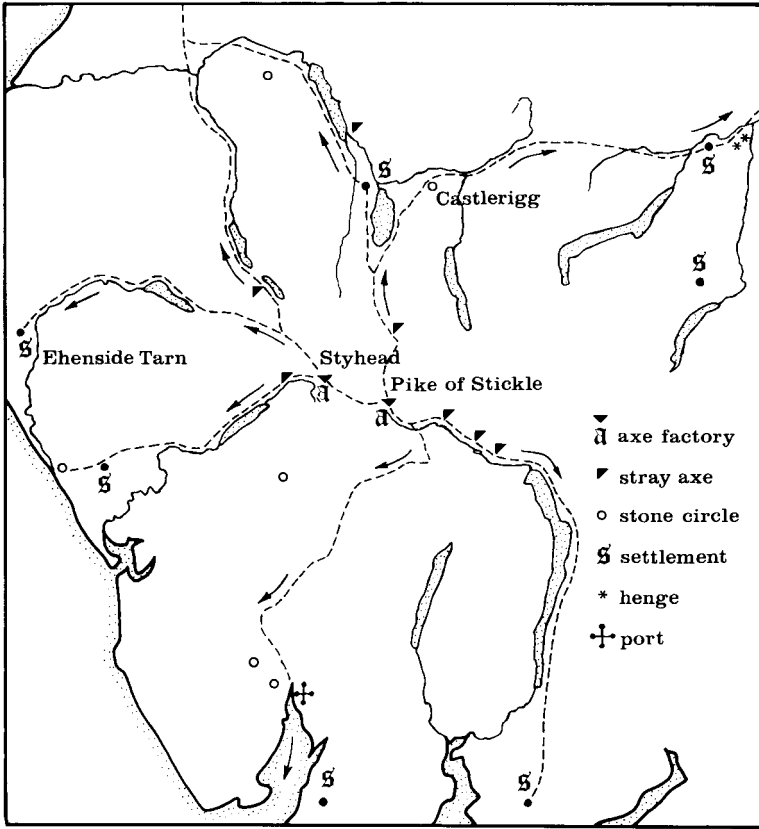 S
Castlerigg
S
S
S
Ehenside Tarn
Styhead
a
Pike of Stickle
a
S
a axe factory
stray axe
stone circle
S settlement
* henge
port
S
S